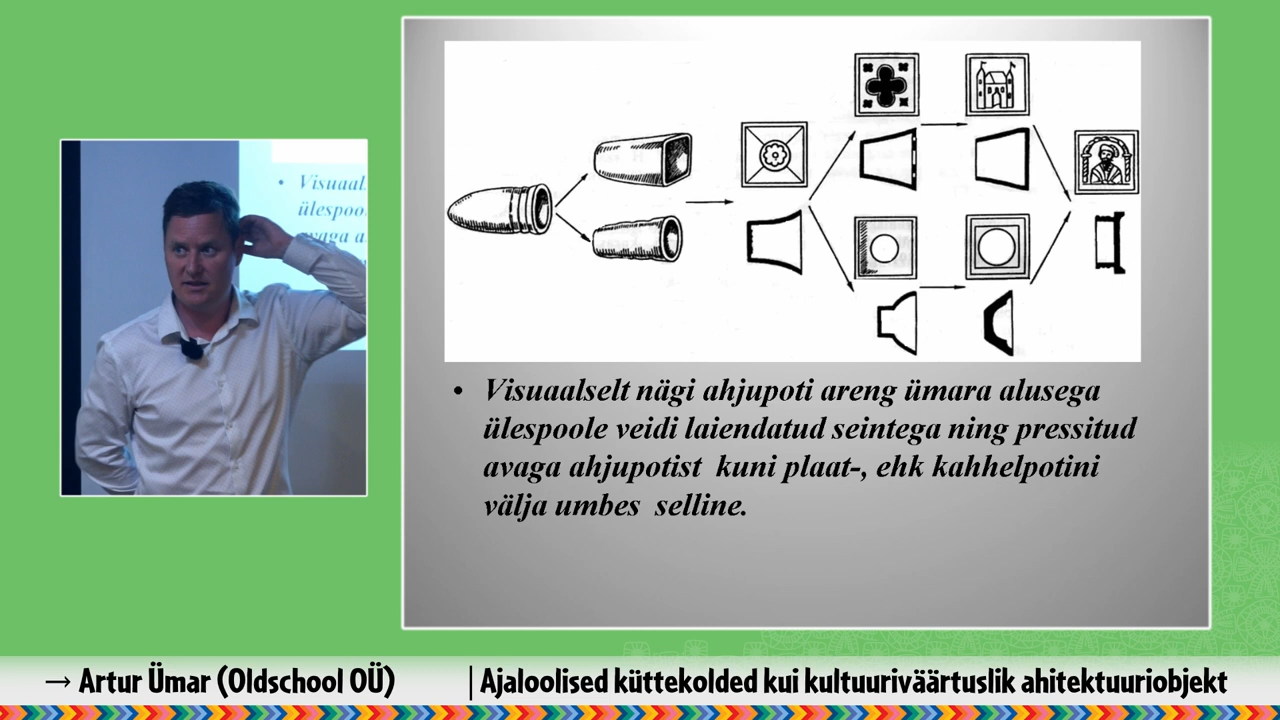 • Visuaal
ülespoo
avaga a
• Visuaalselt nägi ahjupoti areng ümara alusega
ülespoole veidi laiendatud seintega ning pressitud
avaga ahjupotist kuni plaat-, ehk kahhelpotini
välja umbes selline.
→ Artur Ümar (Oldschool OÜ) | Ajaloolised küttekolded kui kultuuriväärtuslik ahitektuuriobjekt